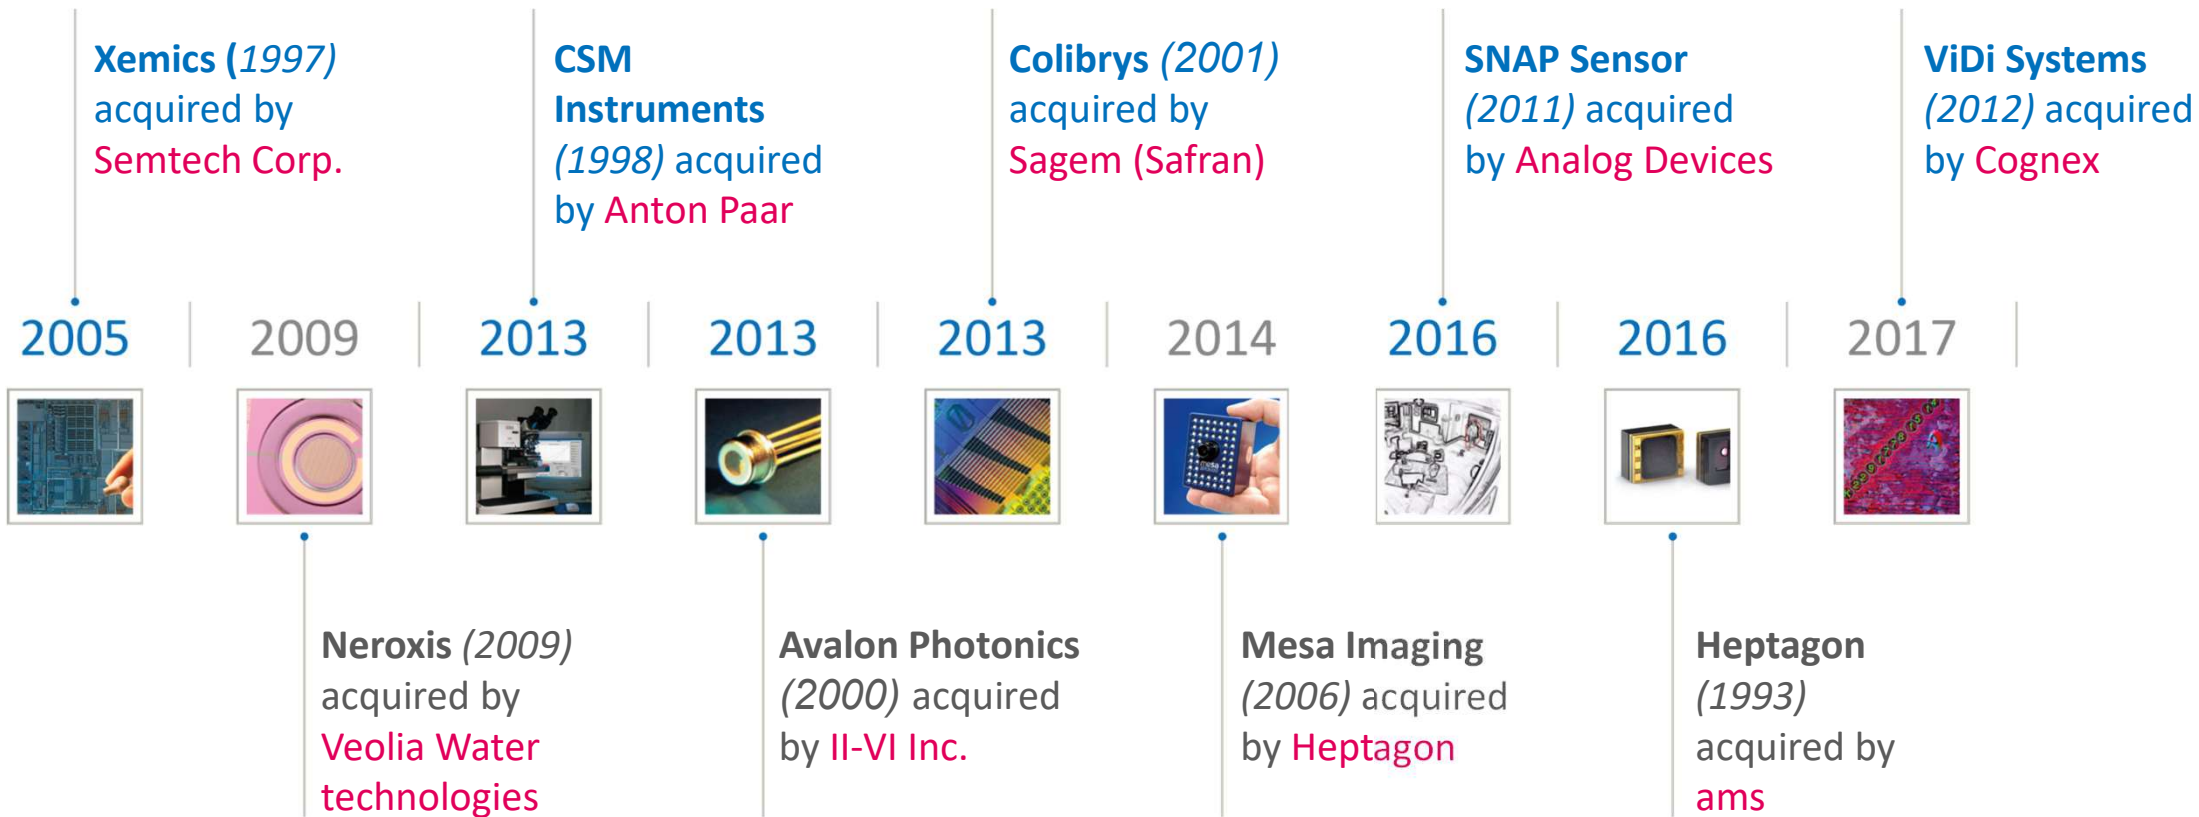 Xemics (1997)
acquired by
Semtech Corp.
CSM
Instruments
(1998) acquired
by Anton Paar
Colibrys (2001)
acquired by
Sagem (Safran)
SNAP Sensor
(2011) acquired
by Analog Devices
ViDi Systems
(2012) acquired
by Cognex
2005
2009
2013
2013
2013
2014
2016
2016
2017
mesa
Neroxis (2009)
acquired by
Veolia Water
technologies
Avalon Photonics
(2000) acquired
by II-VI Inc.
Mesa Imaging
(2006) acquired
by Heptagon
Heptagon
(1993)
acquired by
ams